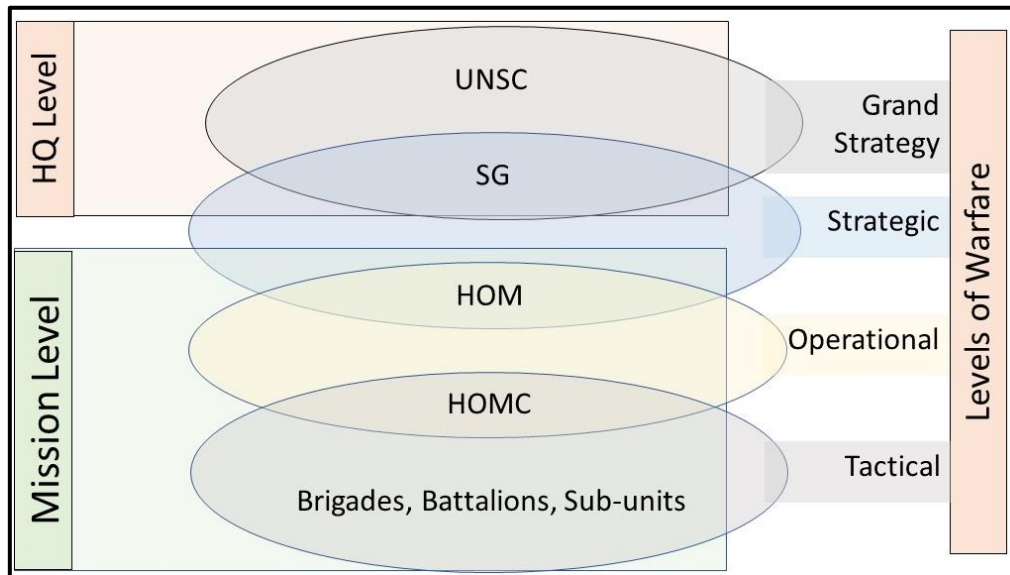 HQ Level
UNSC
Grand
Strategy
SG
Strategic
Mission Level
HOM
Operational
HOMC
Tactical
Brigades, Battalions, Sub-units
Levels of Warfare